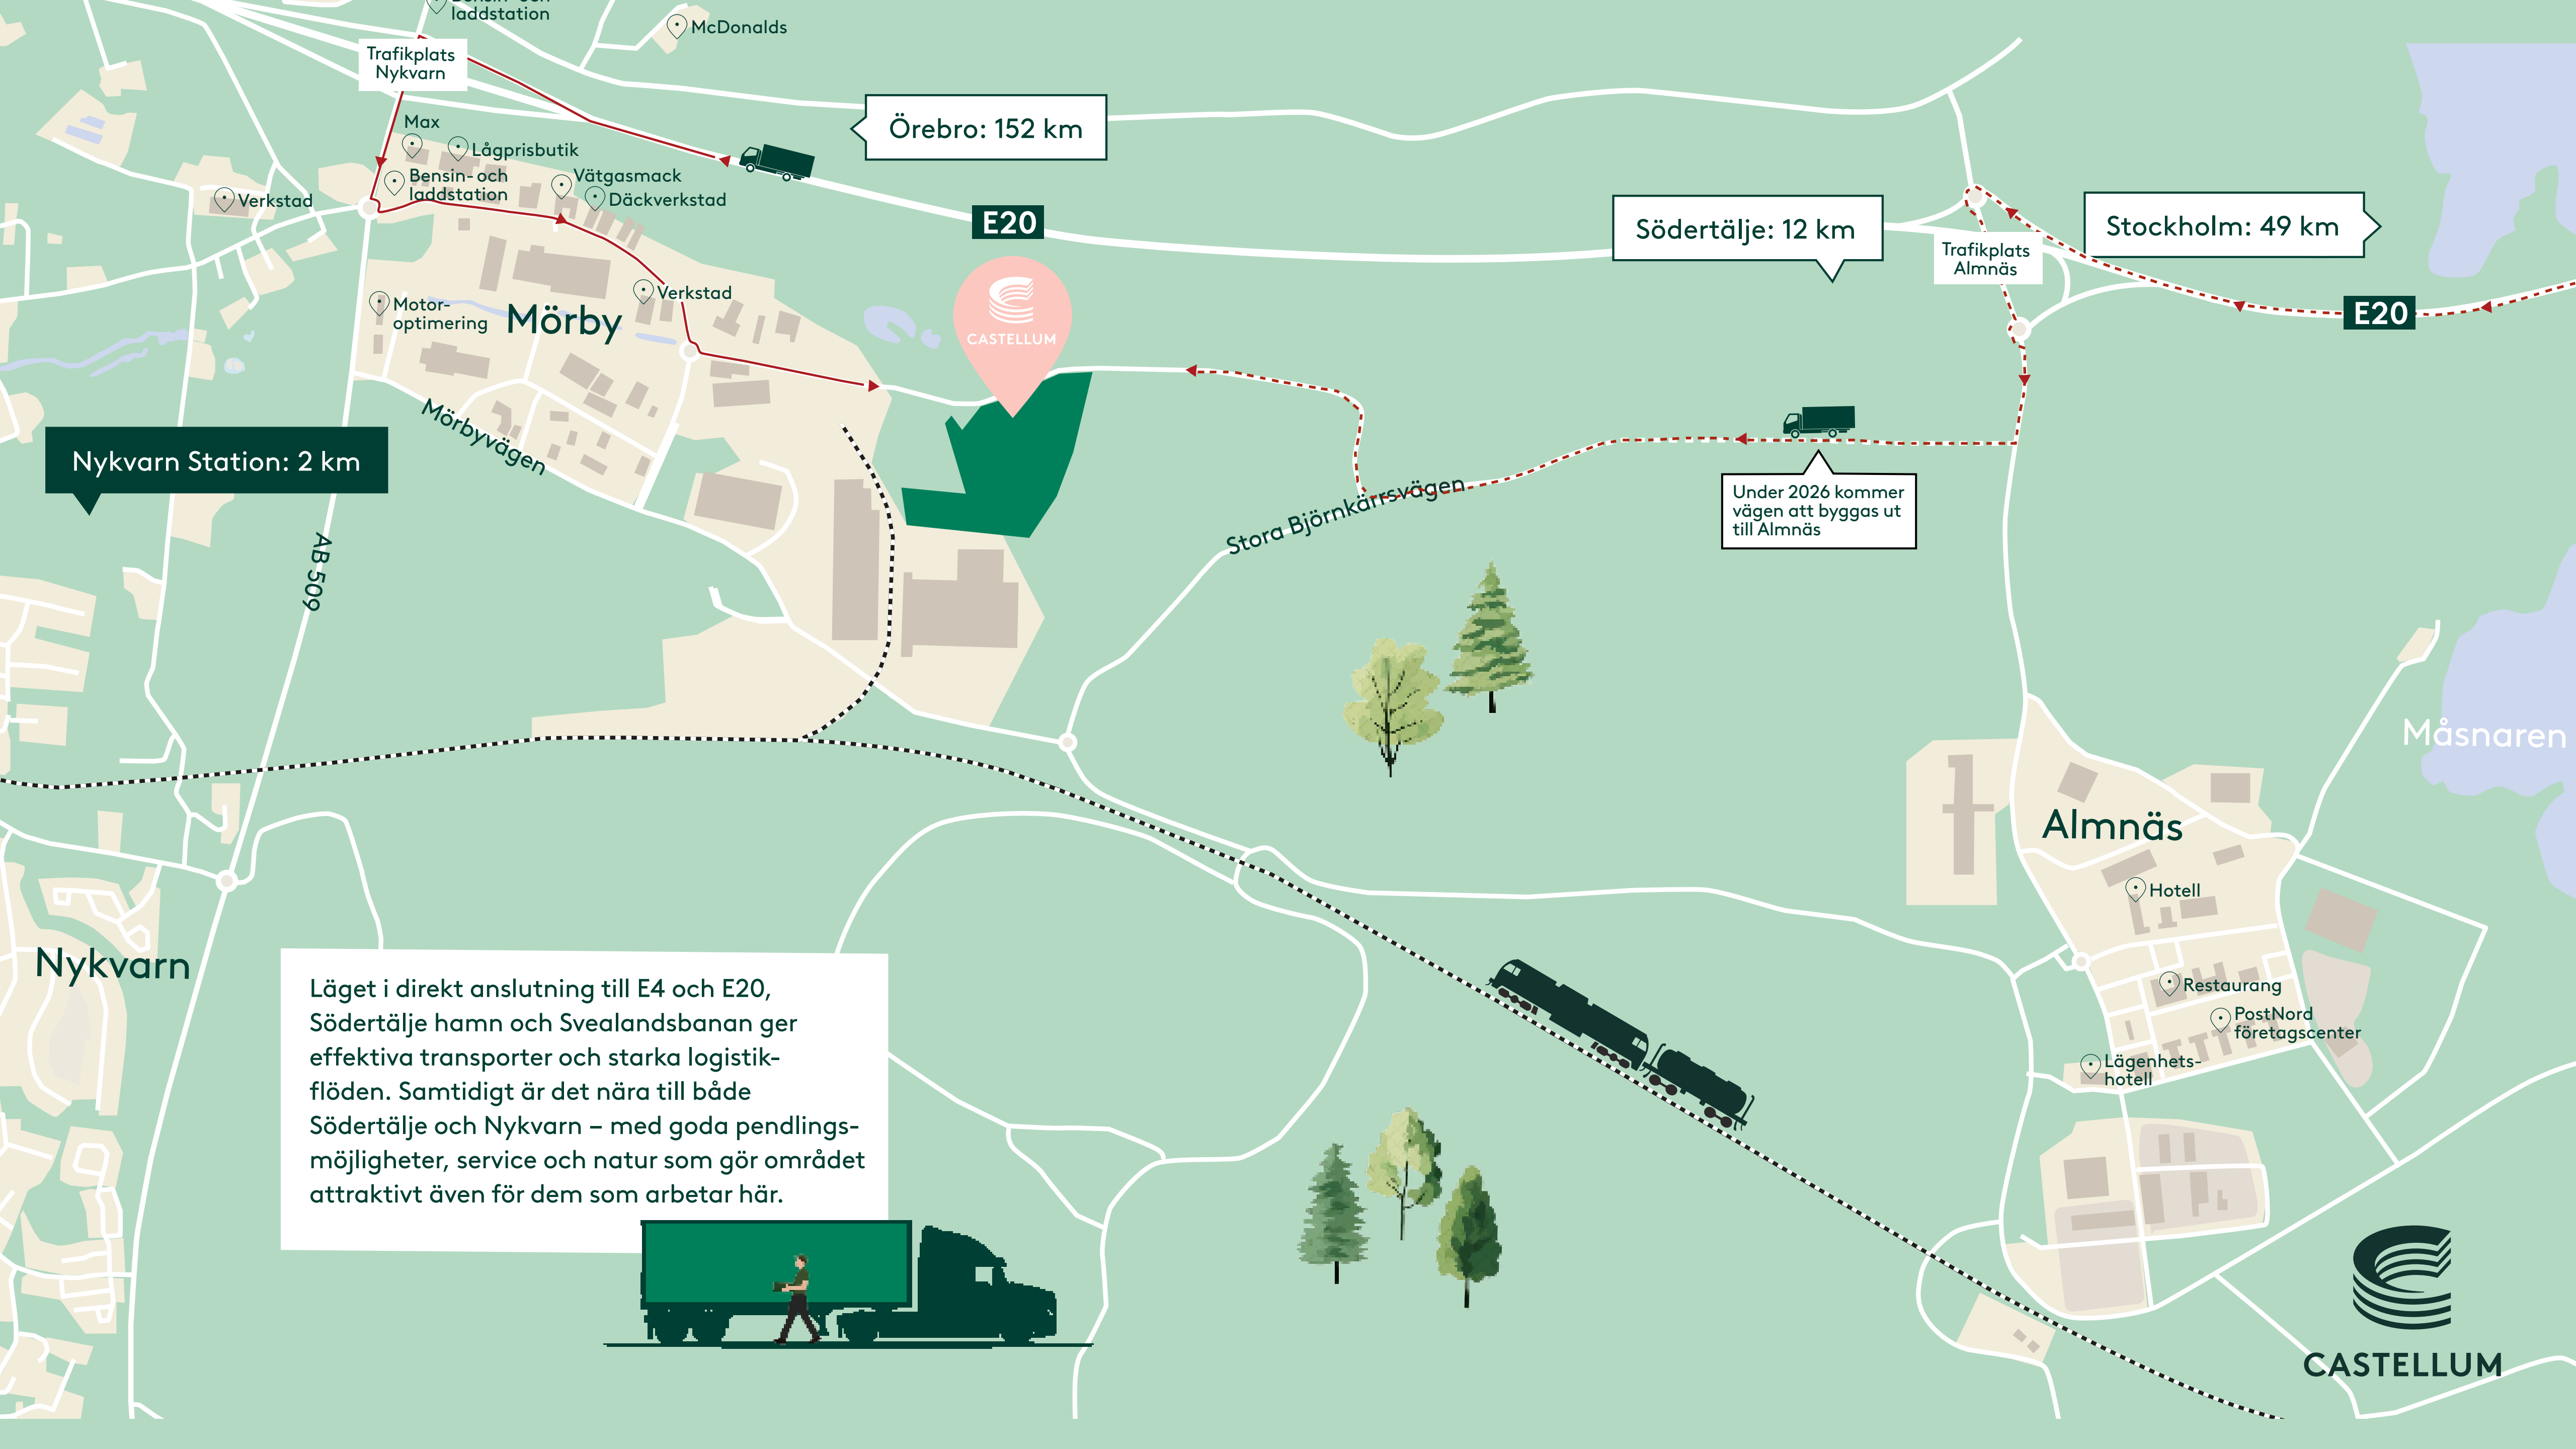 Bensin- och
laddstation
McDonalds
Trafikplats
Nykvarn
Örebro: 152 km
Max
Lågprisbutik
Bensin- och
laddstation
Vätgasmack
Däckverkstad
Verkstad
E20
Södertälje: 12 km
Trafikplats
Almnäs
Stockholm: 49 km
E20
Motor-
optimering
Mörby
Verkstad
CASTELLUM
Mörbyvägen
Nykvarn Station: 2 km
AB 509
Stora Björnkärrsvägen
Under 2026 kommer
vägen att byggas ut
till Almnäs
Måsnaren
Almnäs
Hotell
Restaurang
PostNord
företagscenter
Lägenhets-
hotell
Nykvarn
Läget i direkt anslutning till E4 och E20,
Södertälje hamn och Svealandsbanan ger
effektiva transporter och starka logistik-
flöden. Samtidigt är det nära till både
Södertälje och Nykvarn – med goda pendlings-
möjligheter, service och natur som gör området
attraktivt även för dem som arbetar här.
CASTELLUM